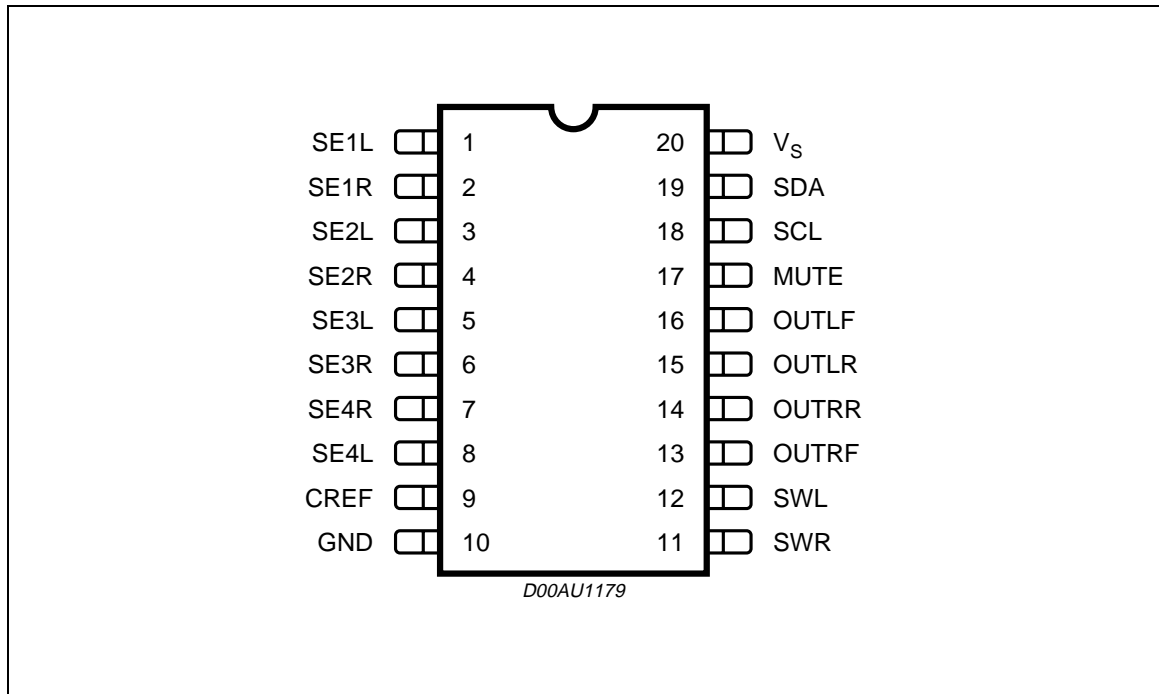 SE1L 1 20 VS
SE1R 2 19 SDA
SE2L 3 18 SCL
SE2R 4 17 MUTE
SE3L 5 16 OUTLF
SE3R 6 15 OUTLR
SE4R 7 14 OUTRR
SE4L 8 13 OUTRF
CREF 9 12 SWL
GND 10 11 SWR
D00AU1179